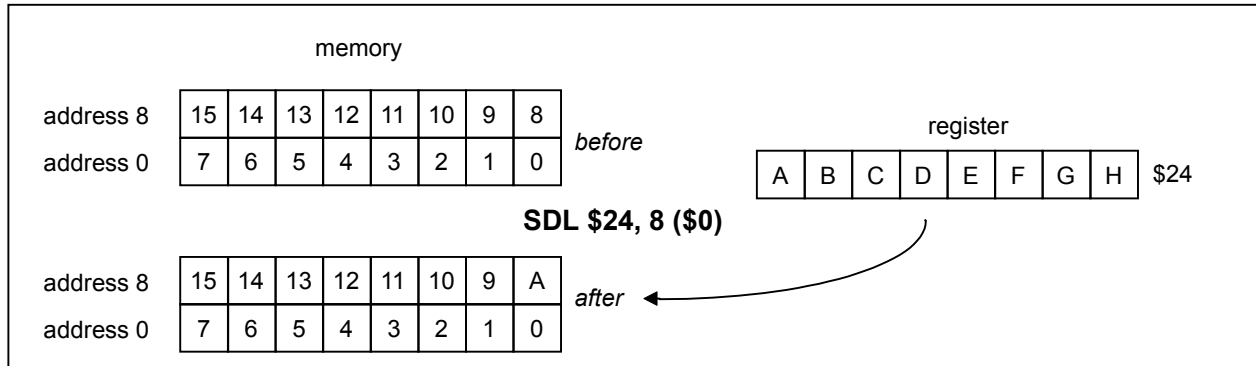 memory
address 8 15 14 13 12 11 10 9 8
before
address 0 7 6 5 4 3 2 1 0
register
A B C D E F G H $24
SDL $24, 8 ($0)
address 8 15 14 13 12 11 10 9 A
after
address 0 7 6 5 4 3 2 1 0